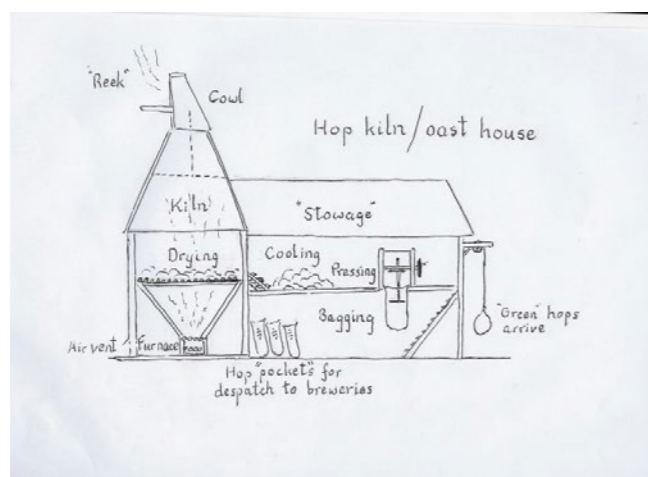 "Reek"
Cowl
Hop kiln/oast house
Kiln
"Stowage"
Drying
Cooling
Pressing
Bagging
"Green" hops
arrive
Air vent
Furnace
Hop "pockets" for
despatch to breweries